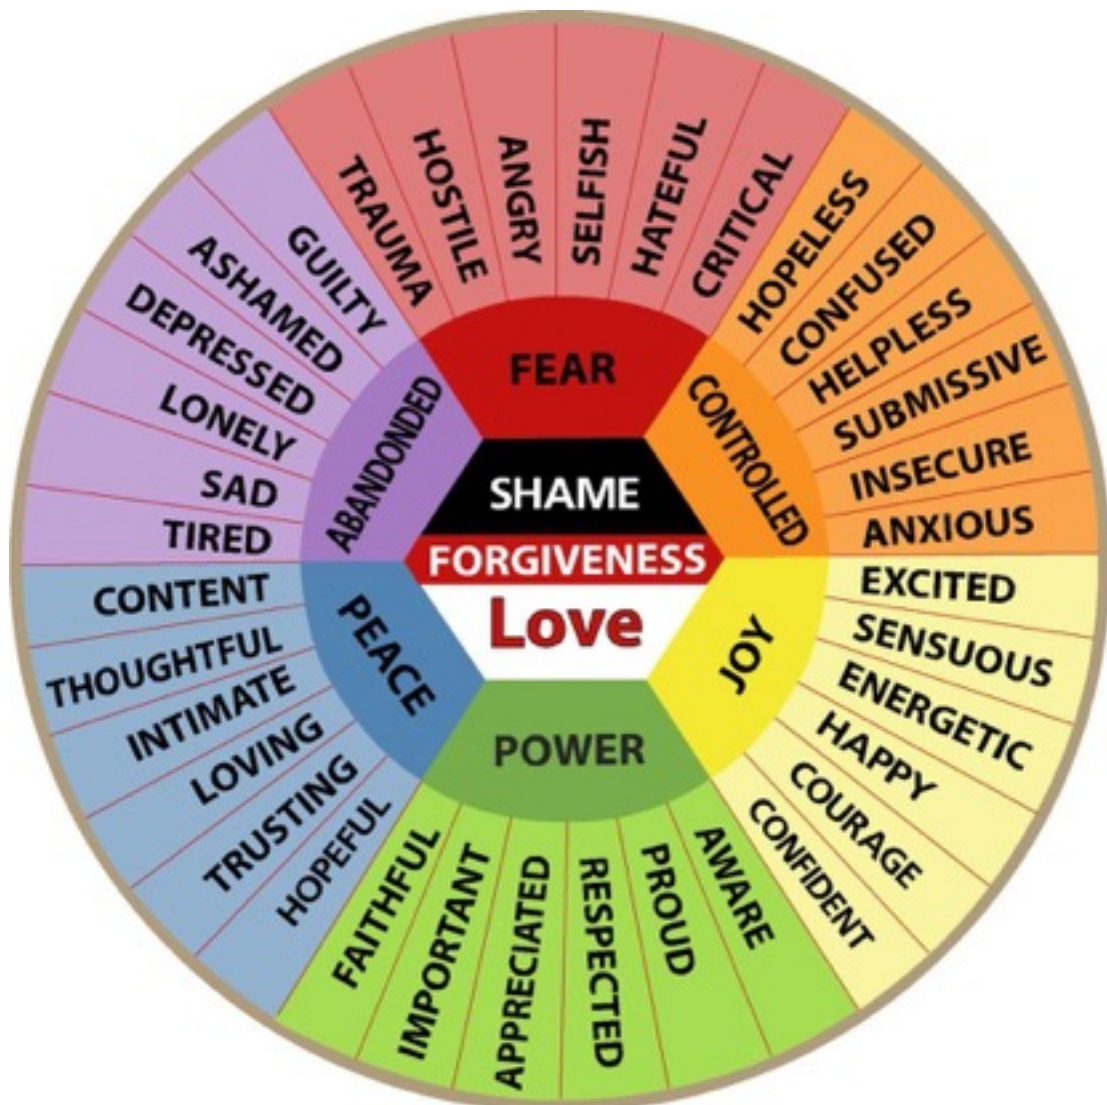 TRAUMA
HOSTILE
ANGRY
SELFISH
HATEFUL
CRITICAL
HOPELESS
CONFUSED
HELPLESS
SUBMISSIVE
INSECURE
ANXIOUS
EXCITED
SENSUOUS
ENERGETIC
HAPPY
COURAGE
CONFIDENT
AWARE
PROUD
RESPECTED
APPRECIATED
IMPORTANT
FAITHFUL
HOPEFUL
TRUSTING
LOVING
INTIMATE
THOUGHTFUL
CONTENT
TIRED
SAD
LONELY
DEPRESSED
ASHAMED
GUILTY
FEAR
CONTROLLED
JOY
POWER
PEACE
ABANDONDED
SHAME
FORGIVENESS
Love